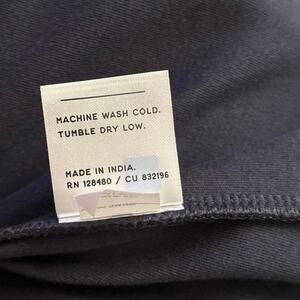 MACHINE WASH COLD.
TUMBLE DRY LOW.
MADE IN INDIA.
RN 128480 / CU 832196